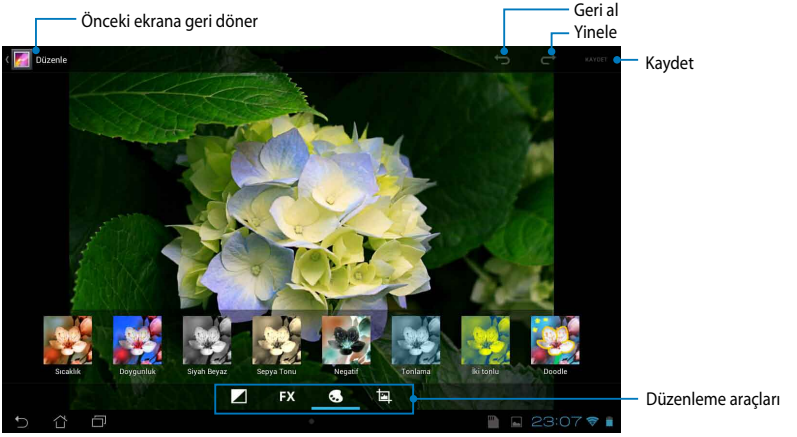 Önceki ekrana geri döner
Geri al
Yinele
Düzenle
KAYDET
Kaydet
Sıcaklık
Doygunluk
Siyah Beyaz
Sepya Tonu
Negatif
Tonlama
İki tonlu
Doodle
FX
Düzenleme araçları
23:07